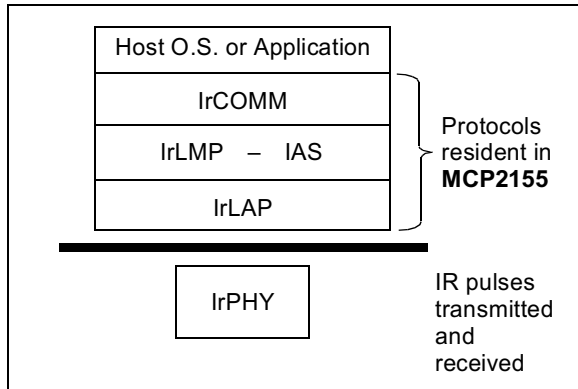 Host O.S. or Application
IrCOMM
IrLMP – IAS
IrLAP
Protocols
resident in
MCP2155
IrPHY
IR pulses
transmitted
and
received